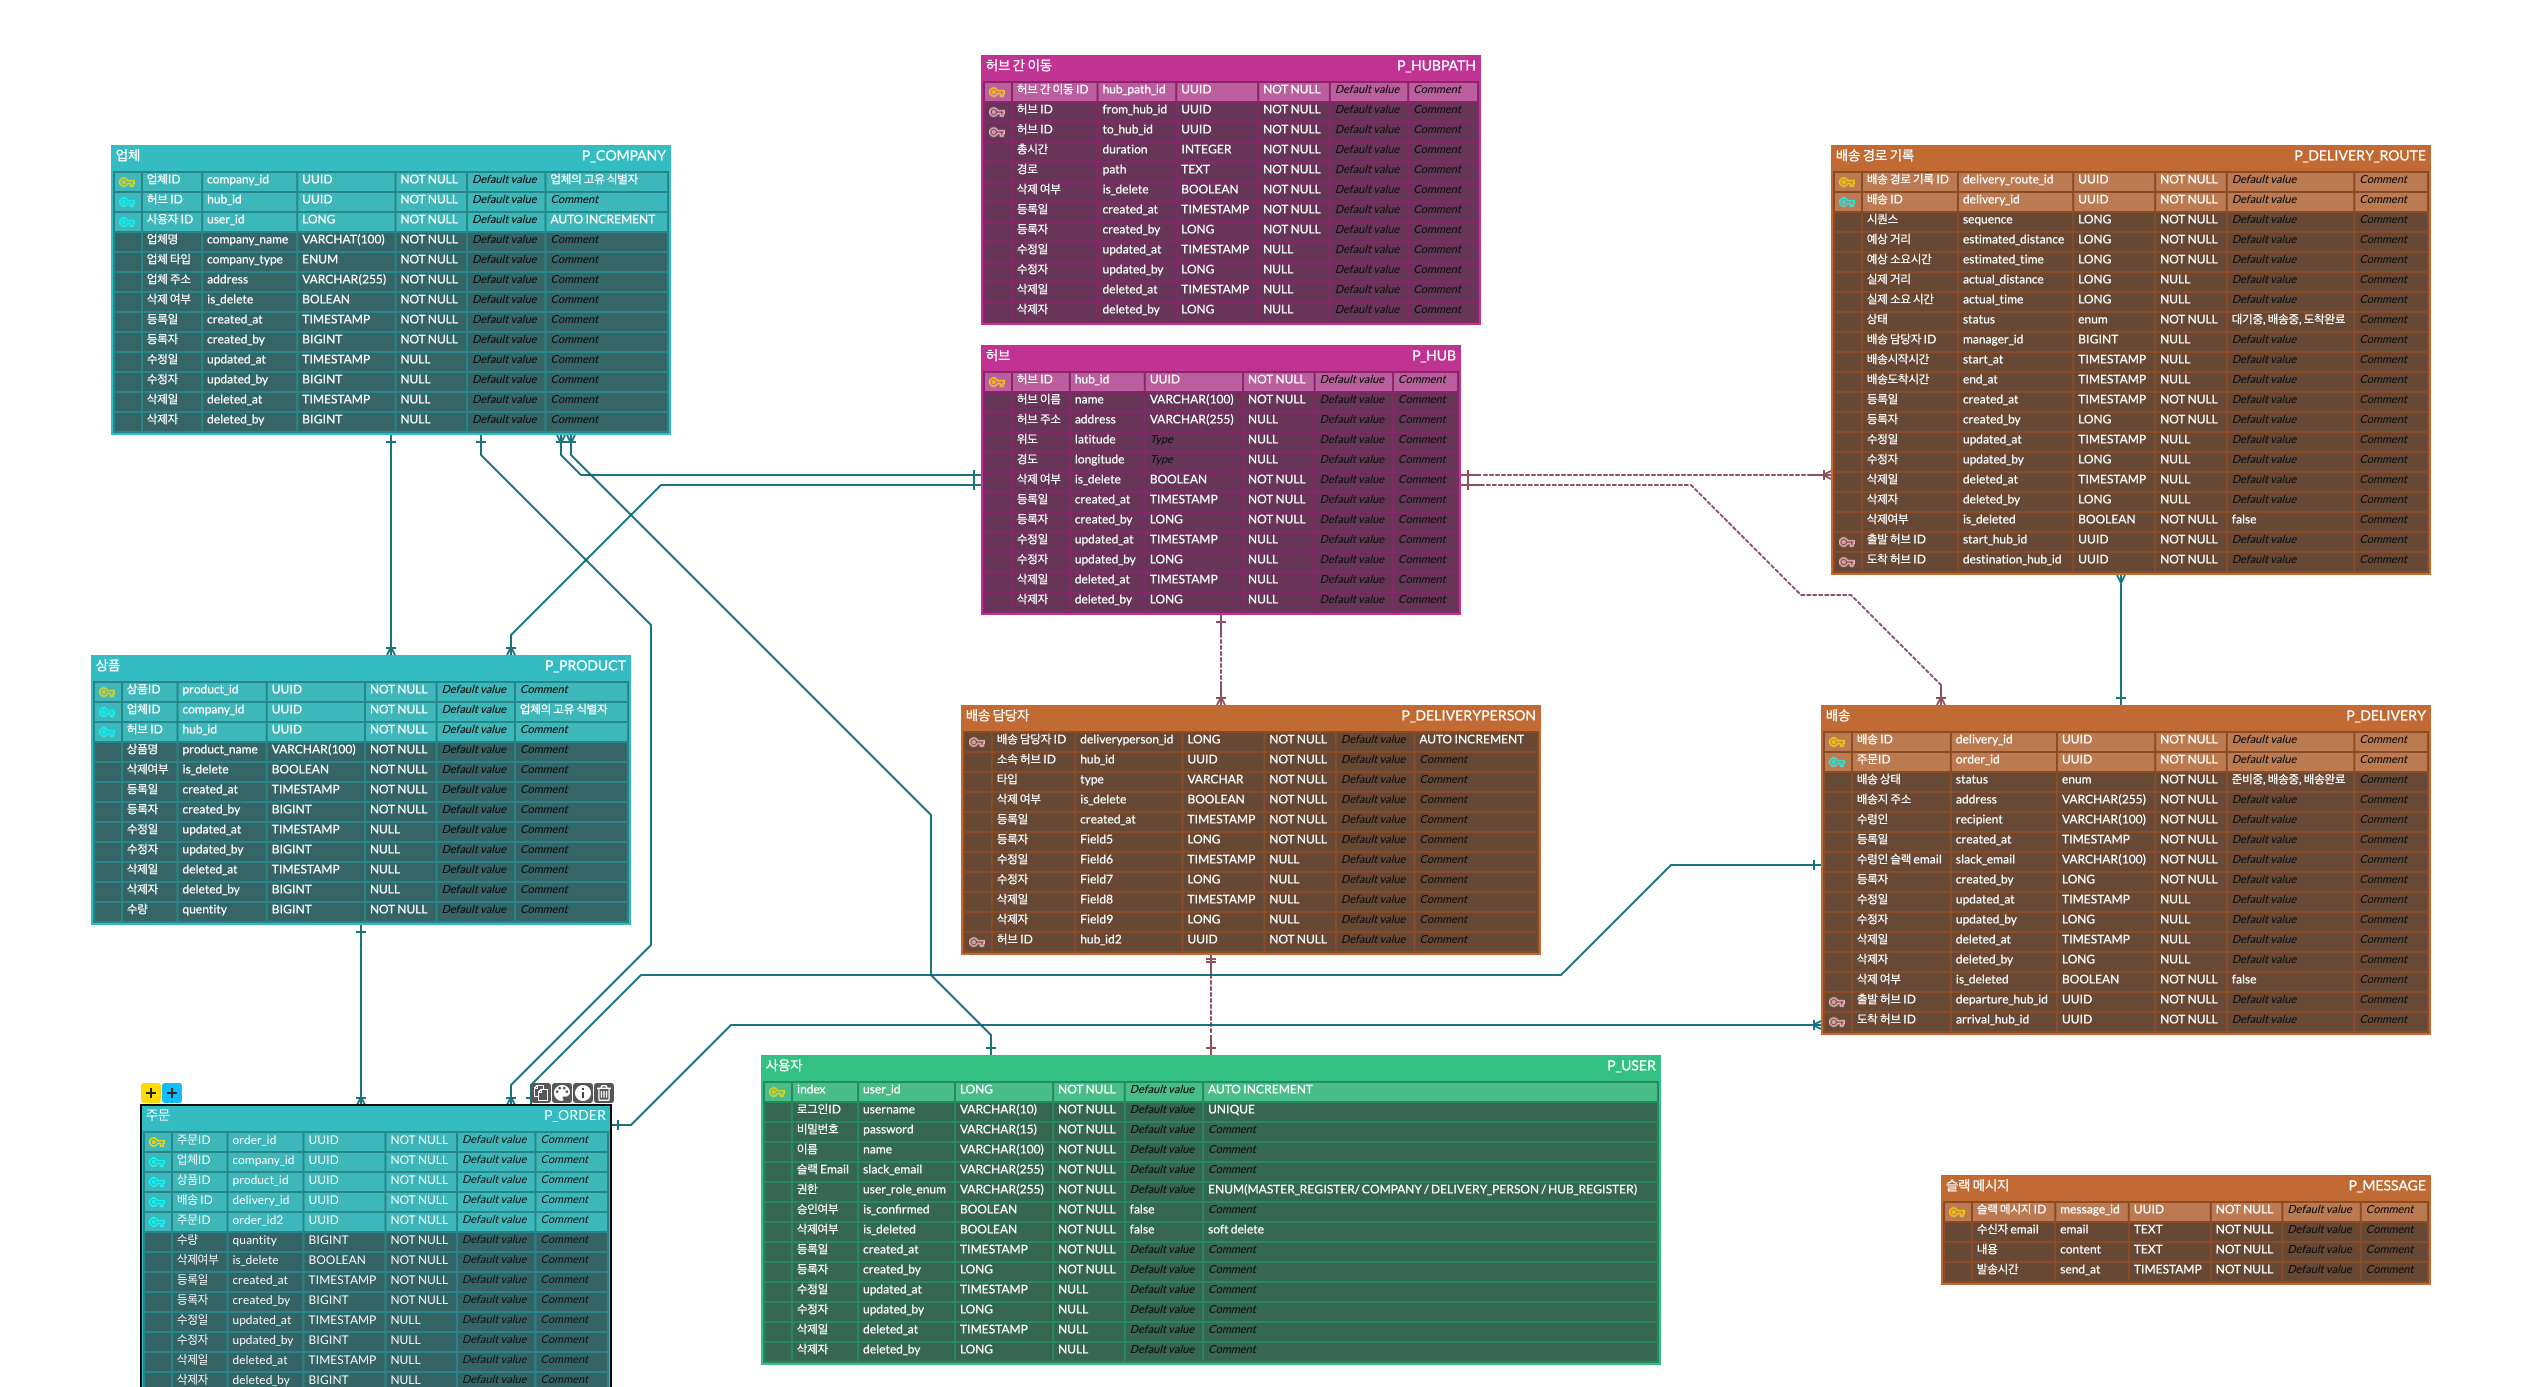 허브 간 이동 P_HUBPATH
허브 간 이동 ID hub_path_id UUID NOT NULL Default value Comment
허브 ID from_hub_id UUID NOT NULL Default value Comment
허브 ID to_hub_id UUID NOT NULL Default value Comment
총시간 duration INTEGER NOT NULL Default value Comment
경로 path TEXT NOT NULL Default value Comment
삭제 여부 is_delete BOOLEAN NOT NULL Default value Comment
등록일 created_at TIMESTAMP NOT NULL Default value Comment
등록자 created_by LONG NOT NULL Default value Comment
수정일 updated_at TIMESTAMP NULL Default value Comment
수정자 updated_by LONG NULL Default value Comment
삭제일 deleted_at TIMESTAMP NULL Default value Comment
삭제자 deleted_by LONG NULL Default value Comment
업체 P_COMPANY
업체ID company_id UUID NOT NULL Default value 업체의 고유 식별자
허브 ID hub_id UUID NOT NULL Default value Comment
사용자 ID user_id LONG NOT NULL Default value AUTO INCREMENT
업체명 company_name VARCHAT(100) NOT NULL Default value Comment
업체 타입 company_type ENUM NOT NULL Default value Comment
업체 주소 address VARCHAR(255) NOT NULL Default value Comment
삭제 여부 is_delete BOLEAN NOT NULL Default value Comment
등록일 created_at TIMESTAMP NOT NULL Default value Comment
등록자 created_by BIGINT NOT NULL Default value Comment
수정일 updated_at TIMESTAMP NULL Default value Comment
수정자 updated_by BIGINT NULL Default value Comment
삭제일 deleted_at TIMESTAMP NULL Default value Comment
삭제자 deleted_by BIGINT NULL Default value Comment
배송 경로 기록 P_DELIVERY_ROUTE
배송 경로 기록 ID delivery_route_id UUID NOT NULL Default value Comment
배송 ID delivery_id UUID NOT NULL Default value Comment
시퀀스 sequence LONG NOT NULL Default value Comment
예상 거리 estimated_distance LONG NOT NULL Default value Comment
예상 소요시간 estimated_time LONG NOT NULL Default value Comment
실제 거리 actual_distance LONG NULL Default value Comment
실제 소요 시간 actual_time LONG NULL Default value Comment
상태 status enum NOT NULL 대기중, 배송중, 도착완료 Comment
배송 담당자 ID manager_id BIGINT NULL Default value Comment
배송시작시간 start_at TIMESTAMP NULL Default value Comment
배송도착시간 end_at TIMESTAMP NULL Default value Comment
등록일 created_at TIMESTAMP NOT NULL Default value Comment
등록자 created_by LONG NOT NULL Default value Comment
수정일 updated_at TIMESTAMP NULL Default value Comment
수정자 updated_by LONG NULL Default value Comment
삭제일 deleted_at TIMESTAMP NULL Default value Comment
삭제자 deleted_by LONG NULL Default value Comment
삭제여부 is_deleted BOOLEAN NOT NULL false Comment
출발 허브 ID start_hub_id UUID NOT NULL Default value Comment
도착 허브 ID destination_hub_id UUID NOT NULL Default value Comment
허브 P_HUB
허브 ID hub_id UUID NOT NULL Default value Comment
허브 이름 name VARCHAR(100) NOT NULL Default value Comment
허브 주소 address VARCHAR(255) NULL Default value Comment
위도 latitude Type NULL Default value Comment
경도 longitude Type NULL Default value Comment
삭제 여부 is_delete BOOLEAN NOT NULL Default value Comment
등록일 created_at TIMESTAMP NOT NULL Default value Comment
등록자 created_by LONG NOT NULL Default value Comment
수정일 updated_at TIMESTAMP NULL Default value Comment
수정자 updated_by LONG NULL Default value Comment
삭제일 deleted_at TIMESTAMP NULL Default value Comment
삭제자 deleted_by LONG NULL Default value Comment
상품 P_PRODUCT
상품ID product_id UUID NOT NULL Default value Comment
업체ID company_id UUID NOT NULL Default value 업체의 고유 식별자
허브 ID hub_id UUID NOT NULL Default value Comment
상품명 product_name VARCHAR(100) NOT NULL Default value Comment
삭제여부 is_delete BOOLEAN NOT NULL Default value Comment
등록일 created_at TIMESTAMP NOT NULL Default value Comment
등록자 created_by BIGINT NOT NULL Default value Comment
수정일 updated_at TIMESTAMP NULL Default value Comment
수정자 updated_by BIGINT NULL Default value Comment
삭제일 deleted_at TIMESTAMP NULL Default value Comment
삭제자 deleted_by BIGINT NULL Default value Comment
수량 quentity BIGINT NOT NULL Default value Comment
배송 담당자 P_DELIVERYPERSON
배송 담당자 ID deliveryperson_id LONG NOT NULL Default value AUTO INCREMENT
소속 허브 ID hub_id UUID NOT NULL Default value Comment
타입 type VARCHAR NOT NULL Default value Comment
삭제 여부 is_delete BOOLEAN NOT NULL Default value Comment
등록일 created_at TIMESTAMP NOT NULL Default value Comment
등록자 Field5 LONG NOT NULL Default value Comment
수정일 Field6 TIMESTAMP NULL Default value Comment
수정자 Field7 LONG NULL Default value Comment
삭제일 Field8 TIMESTAMP NULL Default value Comment
삭제자 Field9 LONG NULL Default value Comment
허브 ID hub_id2 UUID NOT NULL Default value Comment
배송 P_DELIVERY
배송 ID delivery_id UUID NOT NULL Default value Comment
주문ID order_id UUID NOT NULL Default value Comment
배송 상태 status enum NOT NULL 준비중, 배송중, 배송완료 Comment
배송지 주소 address VARCHAR(255) NOT NULL Default value Comment
수령인 recipient VARCHAR(100) NOT NULL Default value Comment
등록일 created_at TIMESTAMP NOT NULL Default value Comment
수령인 슬랙 email slack_email VARCHAR(100) NOT NULL Default value Comment
등록자 created_by LONG NOT NULL Default value Comment
수정일 updated_at TIMESTAMP NULL Default value Comment
수정자 updated_by LONG NULL Default value Comment
삭제일 deleted_at TIMESTAMP NULL Default value Comment
삭제자 deleted_by LONG NULL Default value Comment
삭제 여부 is_deleted BOOLEAN NOT NULL false Comment
출발 허브 ID departure_hub_id UUID NOT NULL Default value Comment
도착 허브 ID arrival_hub_id UUID NOT NULL Default value Comment
주문 P_ORDER
주문ID order_id UUID NOT NULL Default value Comment
업체ID company_id UUID NOT NULL Default value Comment
상품ID product_id UUID NOT NULL Default value Comment
배송 ID delivery_id UUID NOT NULL Default value Comment
주문ID order_id2 UUID NOT NULL Default value Comment
수량 quantity BIGINT NOT NULL Default value Comment
삭제여부 is_delete BOOLEAN NOT NULL Default value Comment
등록일 created_at TIMESTAMP NOT NULL Default value Comment
등록자 created_by BIGINT NOT NULL Default value Comment
수정일 updated_at TIMESTAMP NULL Default value Comment
수정자 updated_by BIGINT NULL Default value Comment
삭제일 deleted_at TIMESTAMP NULL Default value Comment
삭제자 deleted_by BIGINT NULL Default value Comment
사용자 P_USER
index user_id LONG NOT NULL Default value AUTO INCREMENT
로그인ID username VARCHAR(10) NOT NULL Default value UNIQUE
비밀번호 password VARCHAR(15) NOT NULL Default value Comment
이름 name VARCHAR(100) NOT NULL Default value Comment
슬랙 Email slack_email VARCHAR(255) NOT NULL Default value Comment
권한 user_role_enum VARCHAR(255) NOT NULL Default value ENUM(MASTER_REGISTER/ COMPANY / DELIVERY_PERSON / HUB_REGISTER)
승인여부 is_confirmed BOOLEAN NOT NULL false Comment
삭제여부 is_deleted BOOLEAN NOT NULL false soft delete
등록일 created_at TIMESTAMP NOT NULL Default value Comment
등록자 created_by LONG NOT NULL Default value Comment
수정일 updated_at TIMESTAMP NULL Default value Comment
수정자 updated_by LONG NULL Default value Comment
삭제일 deleted_at TIMESTAMP NULL Default value Comment
삭제자 deleted_by LONG NULL Default value Comment
슬랙 메시지 P_MESSAGE
슬랙 메시지 ID message_id UUID NOT NULL Default value Comment
수신자 email email TEXT NOT NULL Default value Comment
내용 content TEXT NOT NULL Default value Comment
발송시간 send_at TIMESTAMP NOT NULL Default value Comment